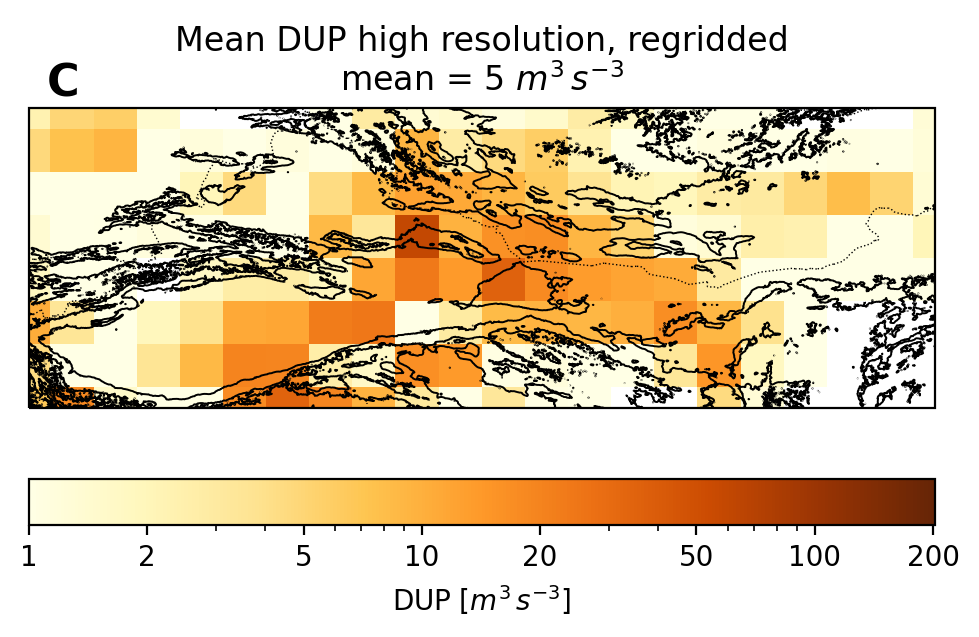 Mean DUP high resolution, regridded
mean = 5 m³ s⁻³
C
1 2 5 10 20 50 100 200
DUP [m³ s⁻³]